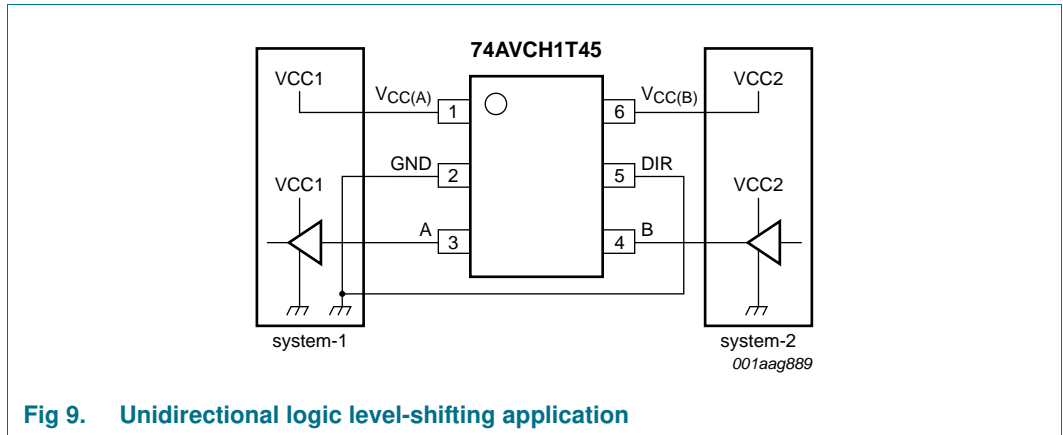 74AVCH1T45
VCC1
VCC(A)
1
6
VCC(B)
VCC2
GND
2
5
DIR
VCC1
VCC2
A
3
4
B
system-1
system-2
001aag889
Fig 9. Unidirectional logic level-shifting application